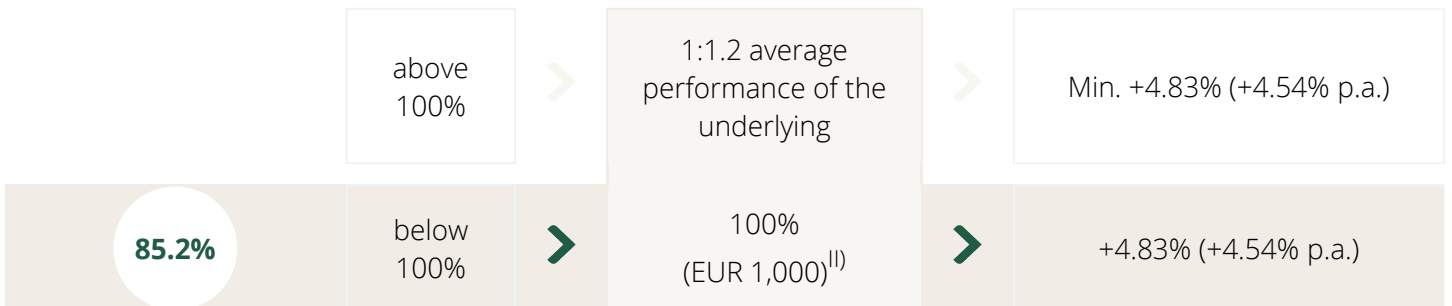 above
100%
1:1.2 average
performance of the
underlying
Min. +4.83% (+4.54% p.a.)
85.2%
below
100%
100%
(EUR 1,000)II)
+4.83% (+4.54% p.a.)